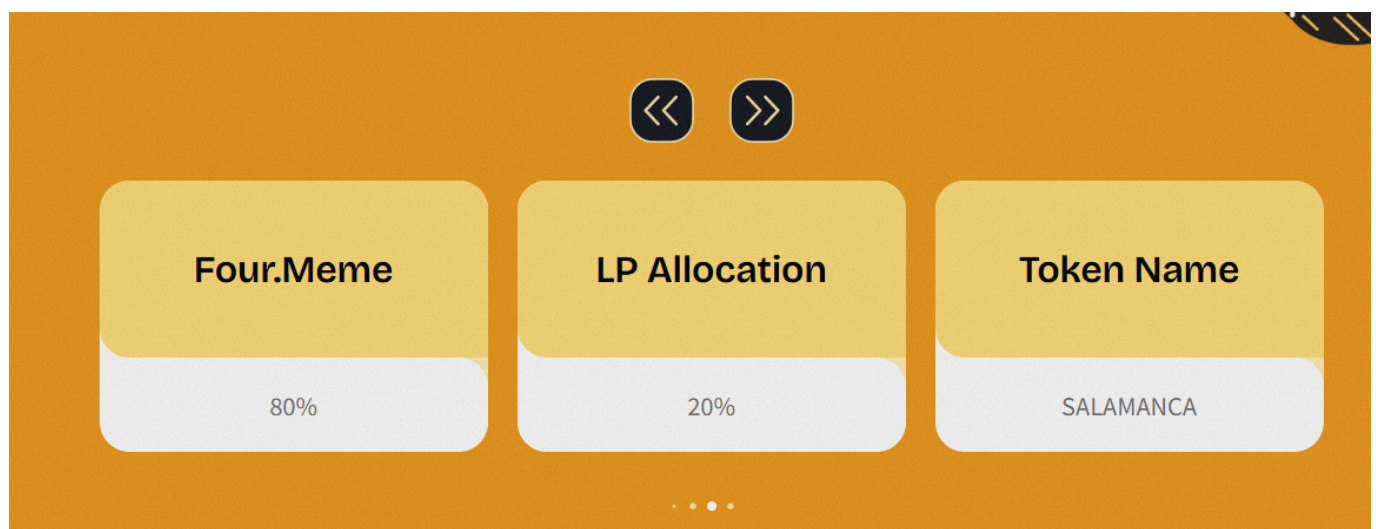 Four.Meme
80%
LP Allocation
20%
Token Name
SALAMANCA